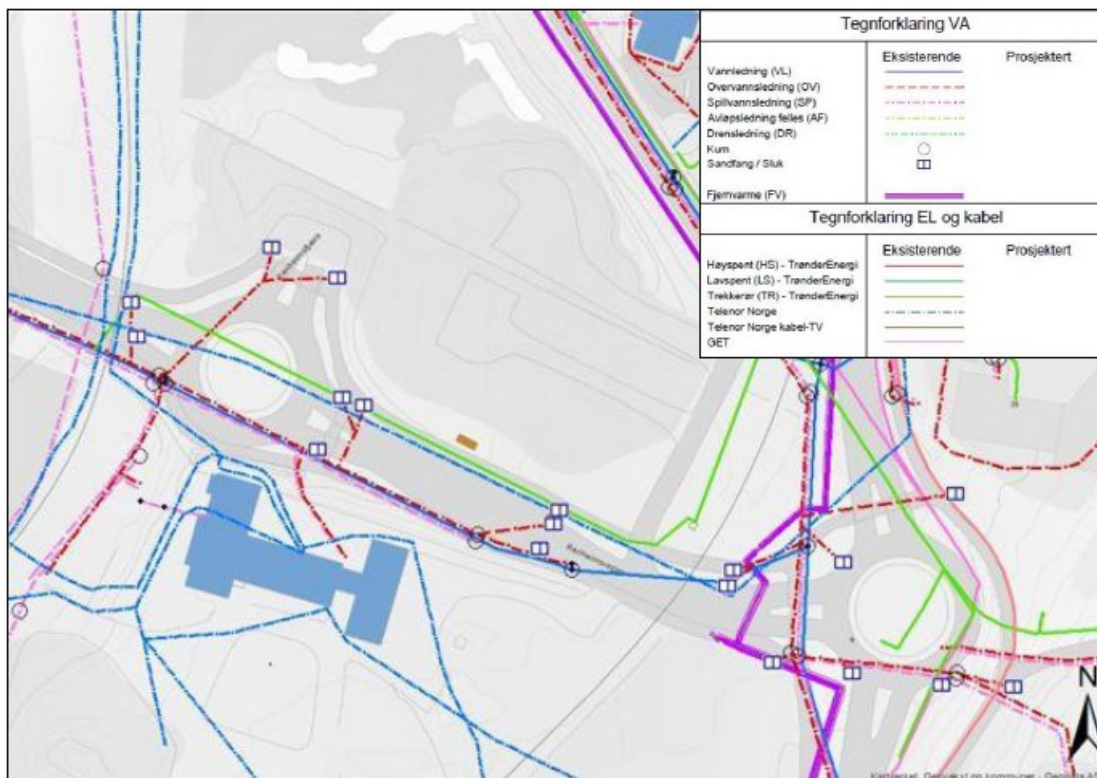 Tegnforklaring VA
Eksisterende Prosjektert
Vannledning (VL)
Overvannsledning (OV)
Spillvannsledning (SP)
Avløpsledning felles (AF)
Drensledning (DR)
Kum
Sandfang / Sluk
Fjernvarme (FV)
Tegnforklaring EL og kabel
Eksisterende Prosjektert
Høyspent (HS) - TrønderEnergi
Lavspent (LS) - TrønderEnergi
Trekkerør (TR) - TrønderEnergi
Telenor Norge
Telenor Norge kabel-TV
GET
N